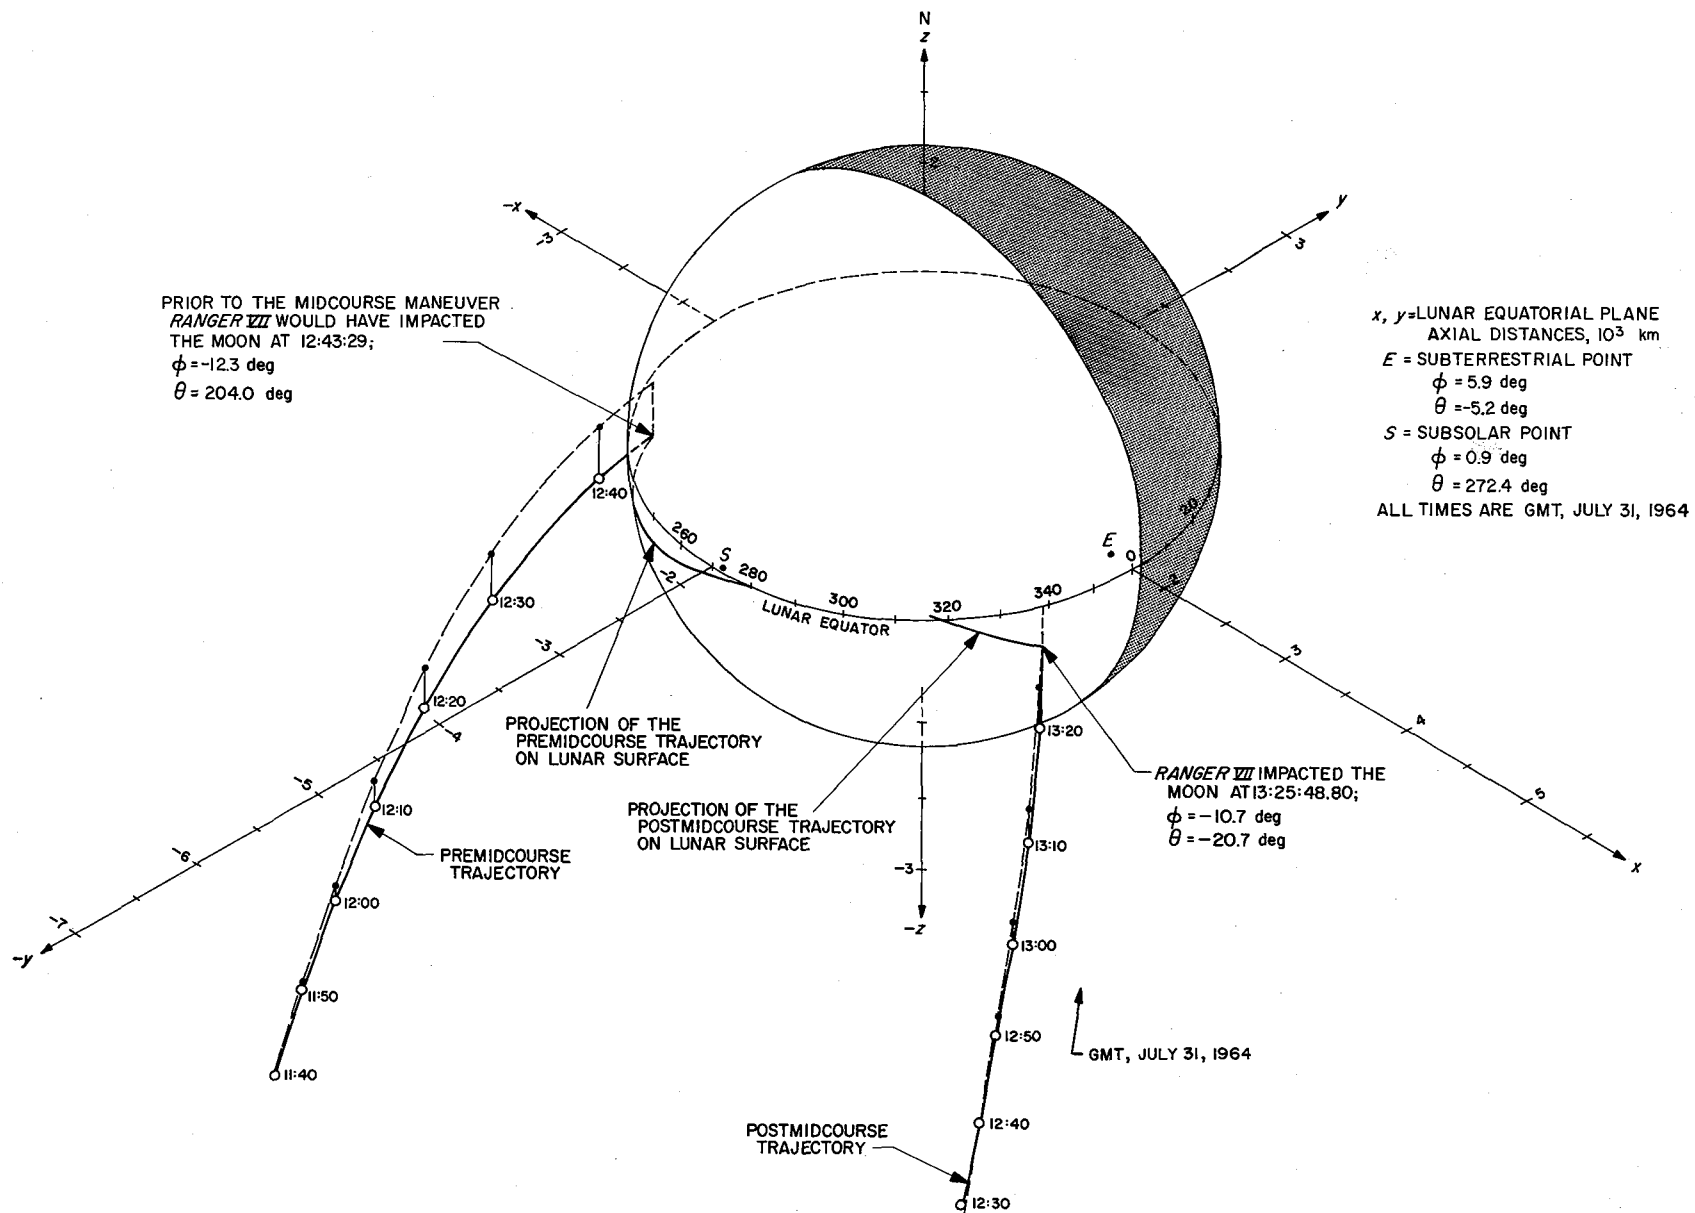 N
z
2
-x
-3
y
3
PRIOR TO THE MIDCOURSE MANEUVER
RANGER VII WOULD HAVE IMPACTED
THE MOON AT 12:43:29;
ϕ = -12.3 deg
θ = 204.0 deg
x, y = LUNAR EQUATORIAL PLANE
AXIAL DISTANCES, 10³ km
E = SUBTERRESTRIAL POINT
ϕ = 5.9 deg
θ = -5.2 deg
S = SUBSOLAR POINT
ϕ = 0.9 deg
θ = 272.4 deg
ALL TIMES ARE GMT, JULY 31, 1964
12:40
12:30
12:20
12:10
12:00
11:50
11:40
260
S
280
300
320
340
E
0
20
LUNAR EQUATOR
-2
-3
-4
-5
-6
-7
-y
2
3
4
5
x
PROJECTION OF THE
PREMIDCOURSE TRAJECTORY
ON LUNAR SURFACE
PROJECTION OF THE
POSTMIDCOURSE TRAJECTORY
ON LUNAR SURFACE
RANGER VII IMPACTED THE
MOON AT 13:25:48.80;
ϕ = -10.7 deg
θ = -20.7 deg
PREMIDCOURSE
TRAJECTORY
-3
-z
13:20
13:10
13:00
12:50
12:40
12:30
GMT, JULY 31, 1964
POSTMIDCOURSE
TRAJECTORY